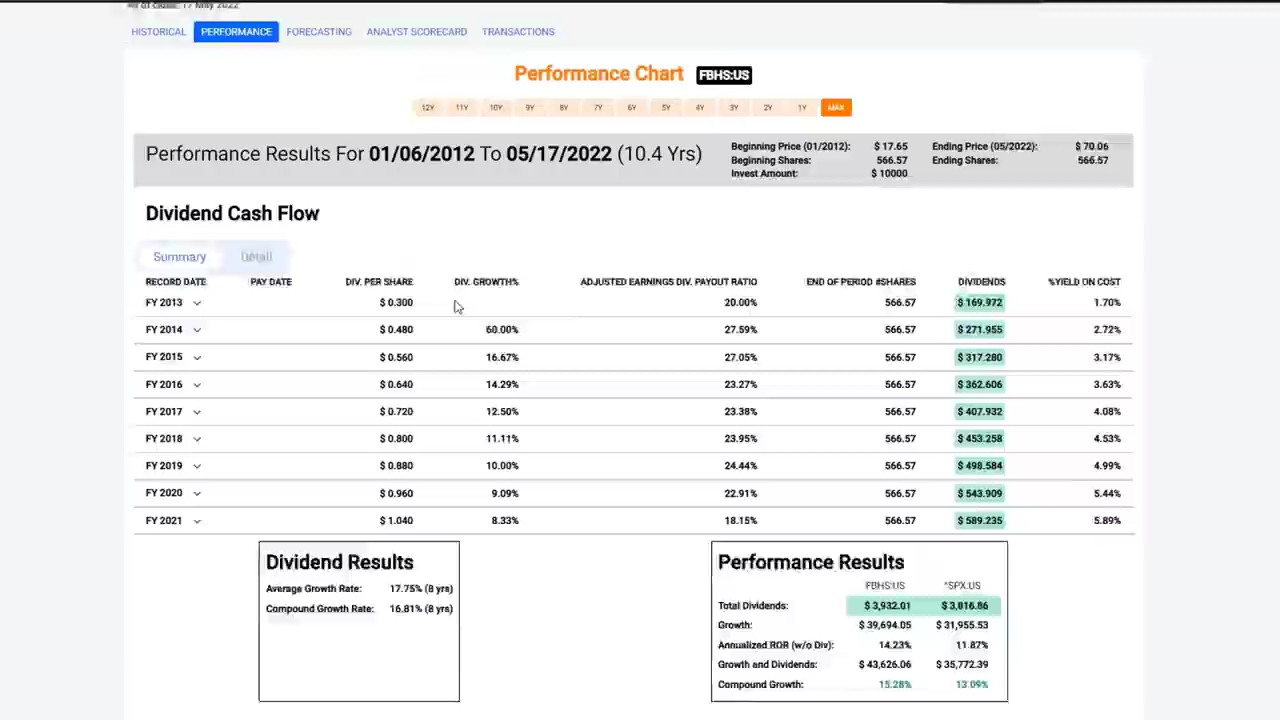 As of Close: 17 May 2022
HISTORICAL PERFORMANCE FORECASTING ANALYST SCORECARD TRANSACTIONS
Performance Chart FBHS:US
12Y 11Y 10Y 9Y 8Y 7Y 6Y 5Y 4Y 3Y 2Y 1Y MAX
Performance Results For 01/06/2012 To 05/17/2022 (10.4 Yrs)
Beginning Price (01/2012): $ 17.65 Ending Price (05/2022): $ 70.06
Beginning Shares: 566.57 Ending Shares: 566.57
Invest Amount: $ 10000
Dividend Cash Flow
Summary Detail
RECORD DATE PAY DATE DIV. PER SHARE DIV. GROWTH% ADJUSTED EARNINGS DIV. PAYOUT RATIO END OF PERIOD #SHARES DIVIDENDS %YIELD ON COST
FY 2013 $ 0.300 20.00% 566.57 $ 169.972 1.70%
FY 2014 $ 0.480 60.00% 27.59% 566.57 $ 271.955 2.72%
FY 2015 $ 0.560 16.67% 27.05% 566.57 $ 317.280 3.17%
FY 2016 $ 0.640 14.29% 23.27% 566.57 $ 362.606 3.63%
FY 2017 $ 0.720 12.50% 23.38% 566.57 $ 407.932 4.08%
FY 2018 $ 0.800 11.11% 23.95% 566.57 $ 453.258 4.53%
FY 2019 $ 0.880 10.00% 24.44% 566.57 $ 498.584 4.99%
FY 2020 $ 0.960 9.09% 22.91% 566.57 $ 543.909 5.44%
FY 2021 $ 1.040 8.33% 18.15% 566.57 $ 589.235 5.89%
Dividend Results
Average Growth Rate: 17.75% (8 yrs)
Compound Growth Rate: 16.81% (8 yrs)
Performance Results
FBHS:US ^SPX:US
Total Dividends: $ 3,932.01 $ 3,816.86
Growth: $ 39,694.05 $ 31,955.53
Annualized ROR (w/o Div): 14.23% 11.87%
Growth and Dividends: $ 43,626.06 $ 35,772.39
Compound Growth: 15.28% 13.09%